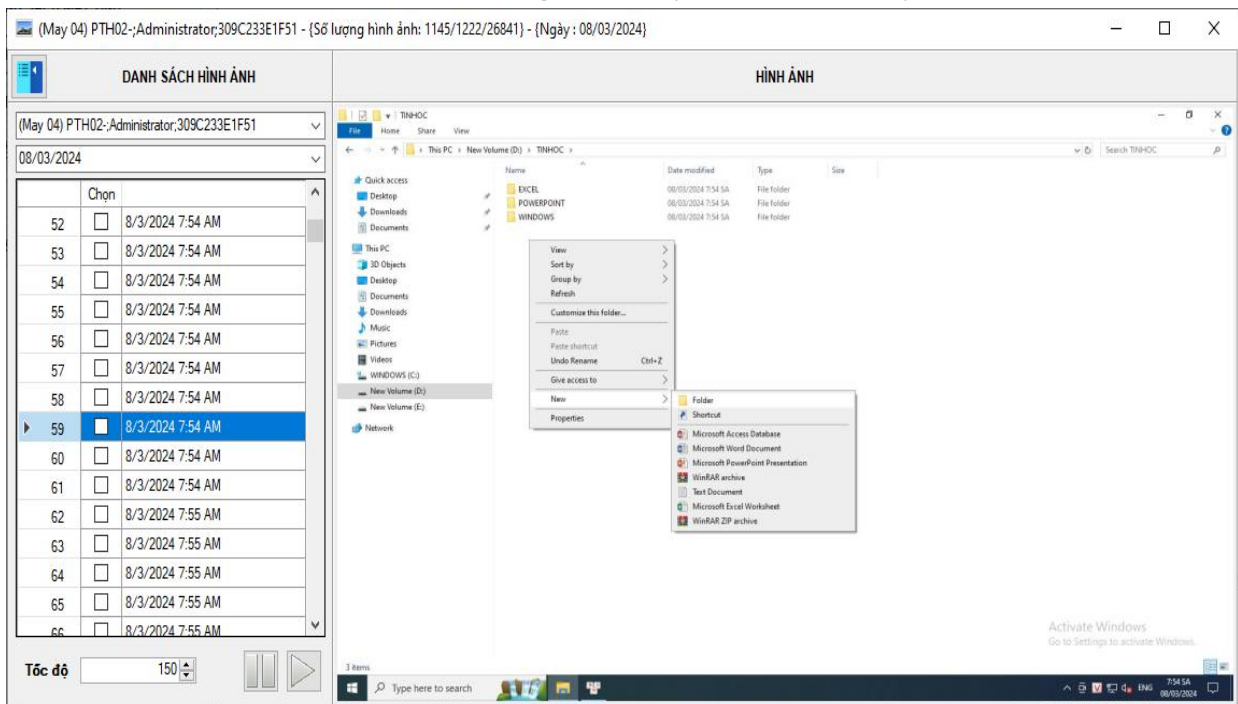 (May 04) PTH02-;Administrator;309C233E1F51 - {Số lượng hình ảnh: 1145/1222/26841} - {Ngày : 08/03/2024}
DANH SÁCH HÌNH ẢNH
HÌNH ẢNH
(May 04) PTH02-;Administrator;309C233E1F51
08/03/2024
Chọn
52 8/3/2024 7:54 AM
53 8/3/2024 7:54 AM
54 8/3/2024 7:54 AM
55 8/3/2024 7:54 AM
56 8/3/2024 7:54 AM
57 8/3/2024 7:54 AM
58 8/3/2024 7:54 AM
59 8/3/2024 7:54 AM
60 8/3/2024 7:54 AM
61 8/3/2024 7:54 AM
62 8/3/2024 7:55 AM
63 8/3/2024 7:55 AM
64 8/3/2024 7:55 AM
65 8/3/2024 7:55 AM
66 8/3/2024 7:55 AM
Tốc độ 150
TINHOC
File Home Share View
This PC › New Volume (D:) › TINHOC ›
Search TINHOC
Quick access
Desktop
Downloads
Documents
This PC
3D Objects
Desktop
Documents
Downloads
Music
Pictures
Videos
WINDOWS (C:)
New Volume (D:)
New Volume (E:)
Network
Name Date modified Type Size
EXCEL 08/03/2024 7:54 SA File folder
POWERPOINT 08/03/2024 7:54 SA File folder
WINDOWS 08/03/2024 7:54 SA File folder
View
Sort by
Group by
Refresh
Customize this folder...
Paste
Paste shortcut
Undo Rename Ctrl+Z
Give access to
New
Properties
Folder
Shortcut
Microsoft Access Database
Microsoft Word Document
Microsoft PowerPoint Presentation
WinRAR archive
Text Document
Microsoft Excel Worksheet
WinRAR ZIP archive
Activate Windows
Go to Settings to activate Windows.
3 items
Type here to search
ENG
7:54 SA
08/03/2024